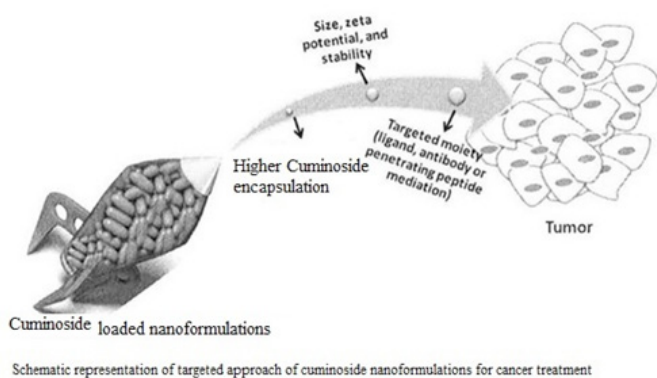 Size, zeta
potential, and
stability
Higher Cuminoside
encapsulation
Targeted moiety
(ligand, antibody or
penetrating peptide
mediation)
Tumor
Cuminoside loaded nanoformulations
Schematic representation of targeted approach of cuminoside nanoformulations for cancer treatment